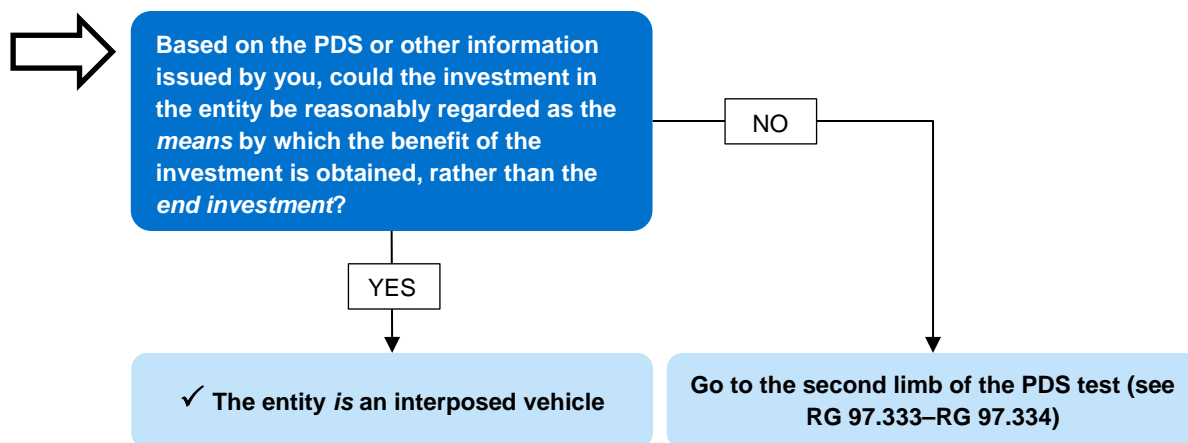 Based on the PDS or other information
issued by you, could the investment in
the entity be reasonably regarded as the
means by which the benefit of the
investment is obtained, rather than the
end investment?
NO
YES
✓ The entity is an interposed vehicle
Go to the second limb of the PDS test (see
RG 97.333–RG 97.334)